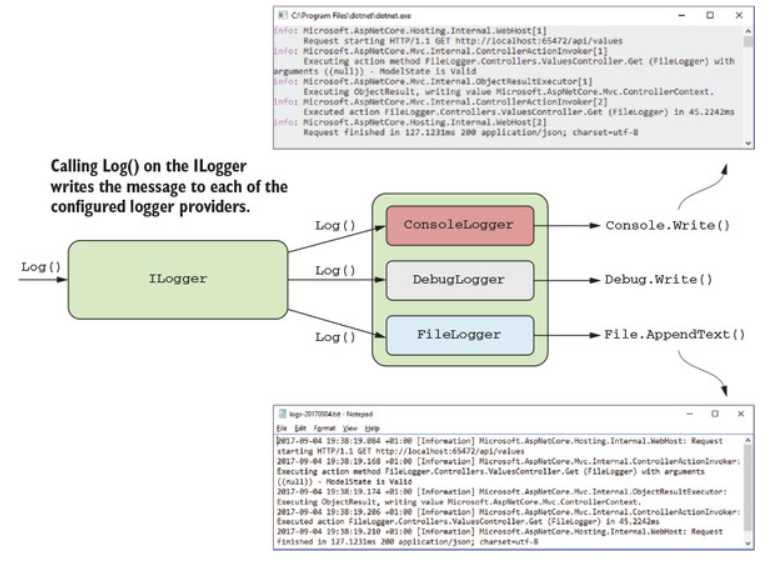 C:\Program Files\dotnet\dotnet.exe
info: Microsoft.AspNetCore.Hosting.Internal.WebHost[1]
Request starting HTTP/1.1 GET http://localhost:65472/api/values
info: Microsoft.AspNetCore.Mvc.Internal.ControllerActionInvoker[1]
Executing action method FileLogger.Controllers.ValuesController.Get (FileLogger) with
arguments ((null)) - ModelState is Valid
info: Microsoft.AspNetCore.Mvc.Internal.ObjectResultExecutor[1]
Executing ObjectResult, writing value Microsoft.AspNetCore.Mvc.ControllerContext.
info: Microsoft.AspNetCore.Mvc.Internal.ControllerActionInvoker[2]
Executed action FileLogger.Controllers.ValuesController.Get (FileLogger) in 45.2242ms
info: Microsoft.AspNetCore.Hosting.Internal.WebHost[2]
Request finished in 127.1231ms 200 application/json; charset=utf-8
Calling Log() on the ILogger
writes the message to each of the
configured logger providers.
Log()
ILogger
Log()
ConsoleLogger
Console.Write()
Log()
DebugLogger
Debug.Write()
Log()
FileLogger
File.AppendText()
logs-20170904.txt - Notepad
File Edit Format View Help
2017-09-04 19:38:19.084 +01:00 [Information] Microsoft.AspNetCore.Hosting.Internal.WebHost: Request
starting HTTP/1.1 GET http://localhost:65472/api/values
2017-09-04 19:38:19.168 +01:00 [Information] Microsoft.AspNetCore.Mvc.Internal.ControllerActionInvoker:
Executing action method FileLogger.Controllers.ValuesController.Get (FileLogger) with arguments
((null)) - ModelState is Valid
2017-09-04 19:38:19.174 +01:00 [Information] Microsoft.AspNetCore.Mvc.Internal.ObjectResultExecutor:
Executing ObjectResult, writing value Microsoft.AspNetCore.Mvc.ControllerContext.
2017-09-04 19:38:19.206 +01:00 [Information] Microsoft.AspNetCore.Mvc.Internal.ControllerActionInvoker:
Executed action FileLogger.Controllers.ValuesController.Get (FileLogger) in 45.2242ms
2017-09-04 19:38:19.210 +01:00 [Information] Microsoft.AspNetCore.Hosting.Internal.WebHost: Request
finished in 127.1231ms 200 application/json; charset=utf-8